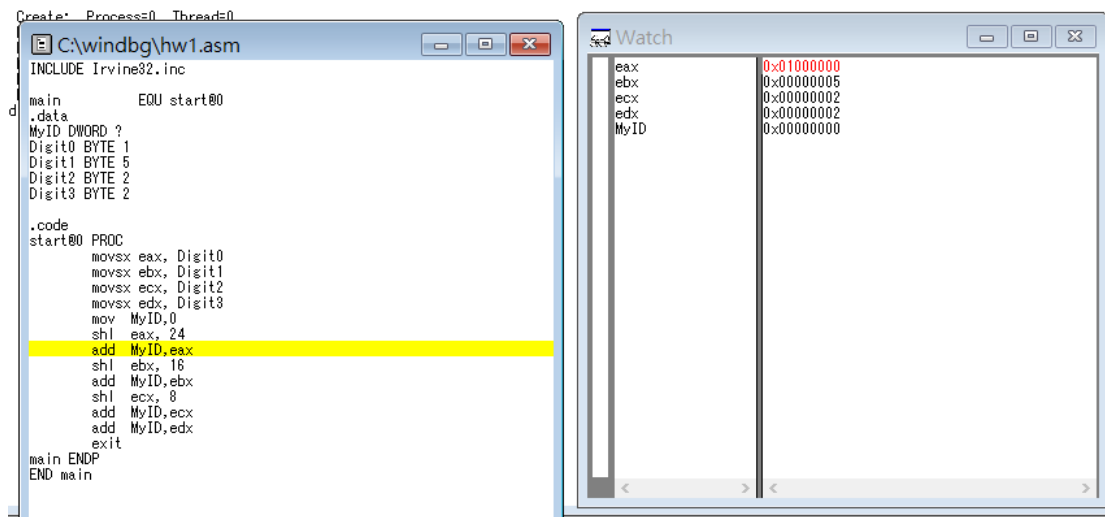 Create: Process=0 Thread=0
C:\windbg\hw1.asm
INCLUDE Irvine32.inc
main EQU start@0
.data
MyID DWORD ?
Digit0 BYTE 1
Digit1 BYTE 5
Digit2 BYTE 2
Digit3 BYTE 2
.code
start@0 PROC
movsx eax, Digit0
movsx ebx, Digit1
movsx ecx, Digit2
movsx edx, Digit3
mov MyID,0
shl eax, 24
add MyID,eax
shl ebx, 16
add MyID,ebx
shl ecx, 8
add MyID,ecx
add MyID,edx
exit
main ENDP
END main
Watch
eax 0x01000000
ebx 0x00000005
ecx 0x00000002
edx 0x00000002
MyID 0x00000000